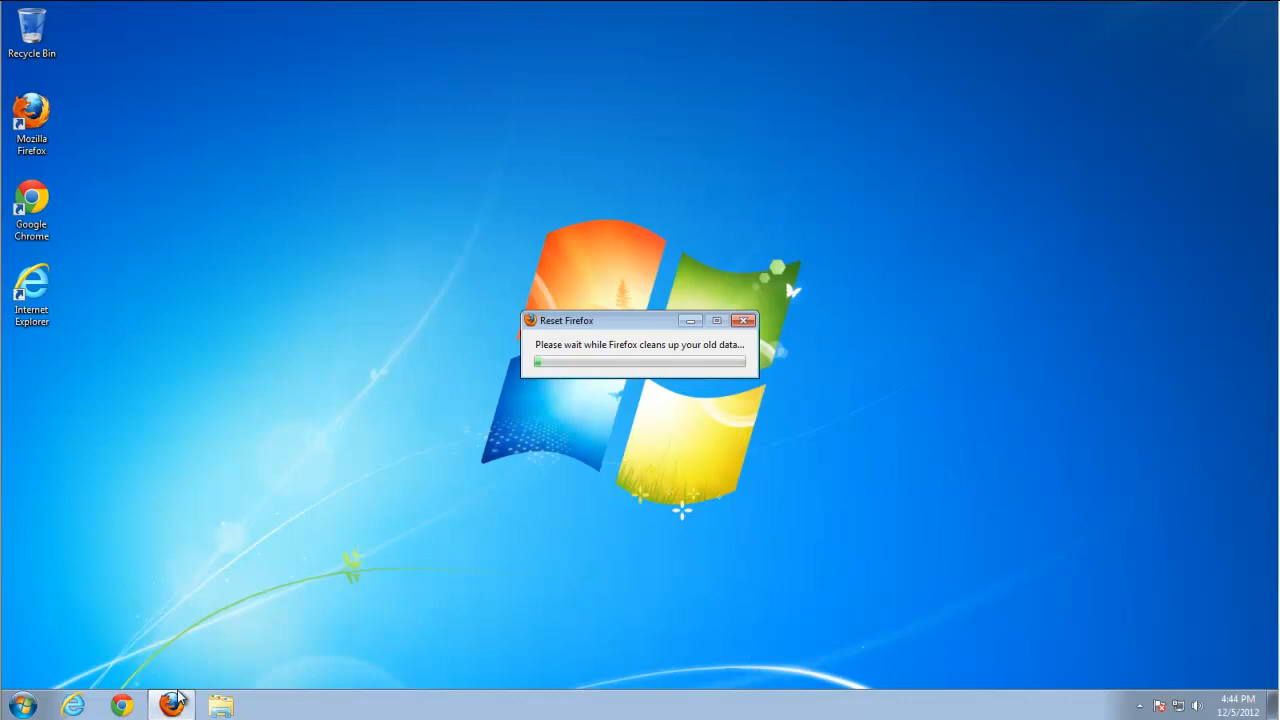 Recycle Bin
Mozilla
Firefox
Google
Chrome
Internet
Explorer
Reset Firefox
Please wait while Firefox cleans up your old data...
4:44 PM
12/5/2012